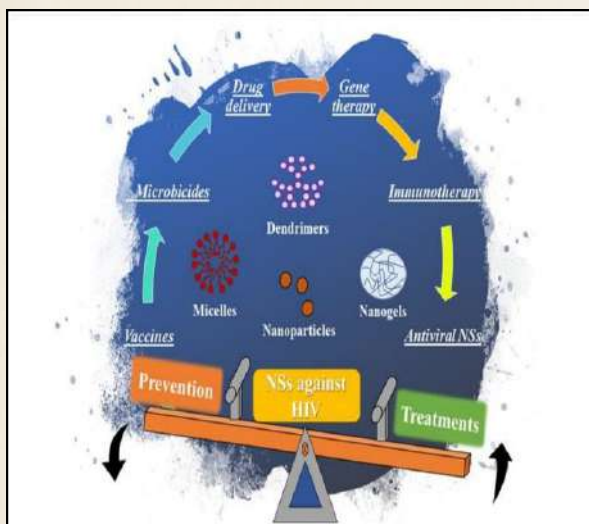 Drug
delivery
Gene
therapy
Microbicides
Immunotherapy
Dendrimers
Micelles
Nanoparticles
Nanogels
Vaccines
Antiviral NSs
Prevention
NSs against
HIV
Treatments